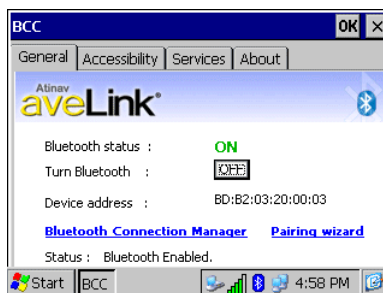 BCC OK ×
General Accessibility Services About
Atinav
aveLink®
Bluetooth status : ON
Turn Bluetooth : OFF
Device address : BD:B2:03:20:00:03
Bluetooth Connection Manager Pairing wizard
Status : Bluetooth Enabled.
Start BCC 4:58 PM